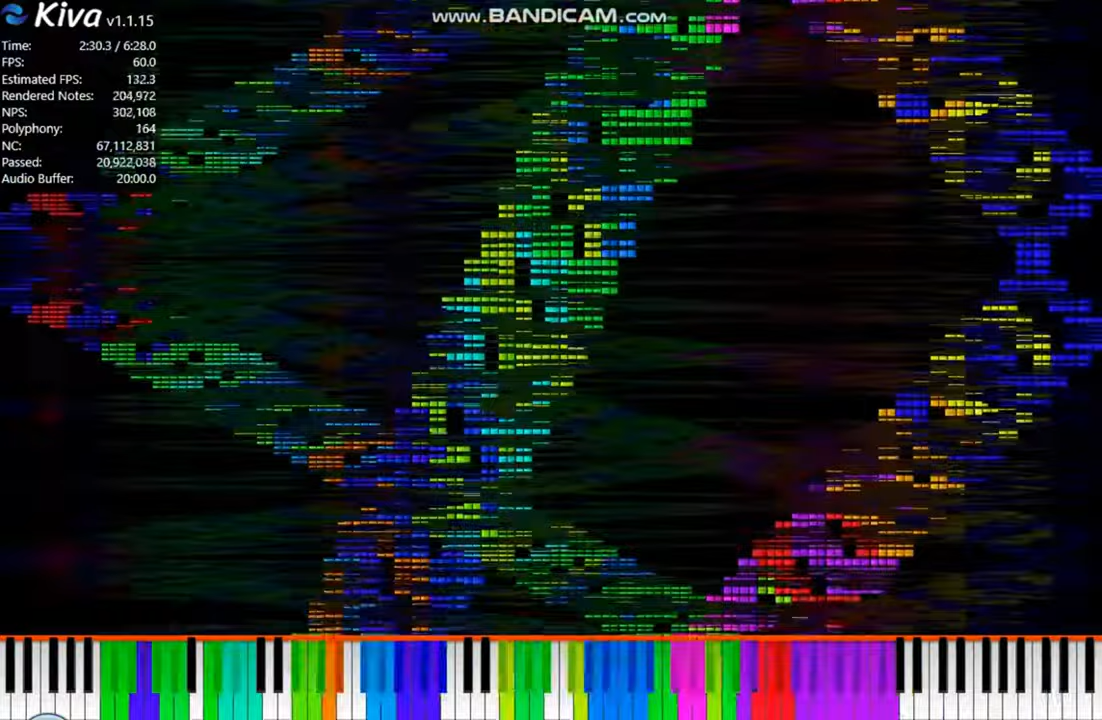 Kiva v1.1.15
www.BANDICAM.com
Time: 2:30.3 / 6:28.0
FPS: 60.0
Estimated FPS: 132.3
Rendered Notes: 204,972
NPS: 302,108
Polyphony: 164
NC: 67,112,831
Passed: 20,922,038
Audio Buffer: 20:00.0